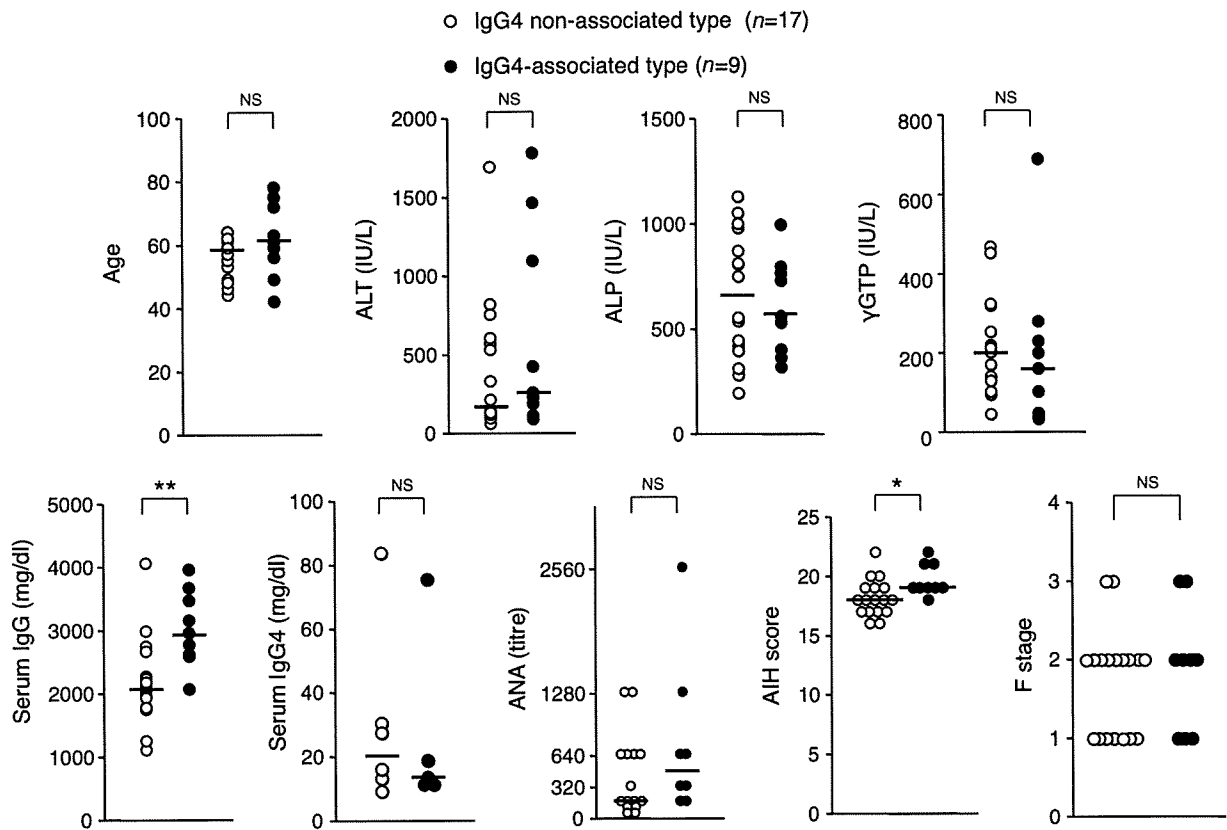 IgG4 non-associated type (n=17)
IgG4-associated type (n=9)
NS
100
80
60
40
20
0
Age
NS
2000
1500
1000
500
0
ALT (IU/L)
NS
1500
1000
500
0
ALP (IU/L)
NS
800
600
400
200
0
γGTP (IU/L)
**
5000
4000
3000
2000
1000
0
Serum IgG (mg/dl)
NS
100
80
60
40
20
0
Serum IgG4 (mg/dl)
NS
2560
1280
640
320
0
ANA (titre)
*
25
20
15
10
5
0
AIH score
NS
4
3
2
1
0
F stage